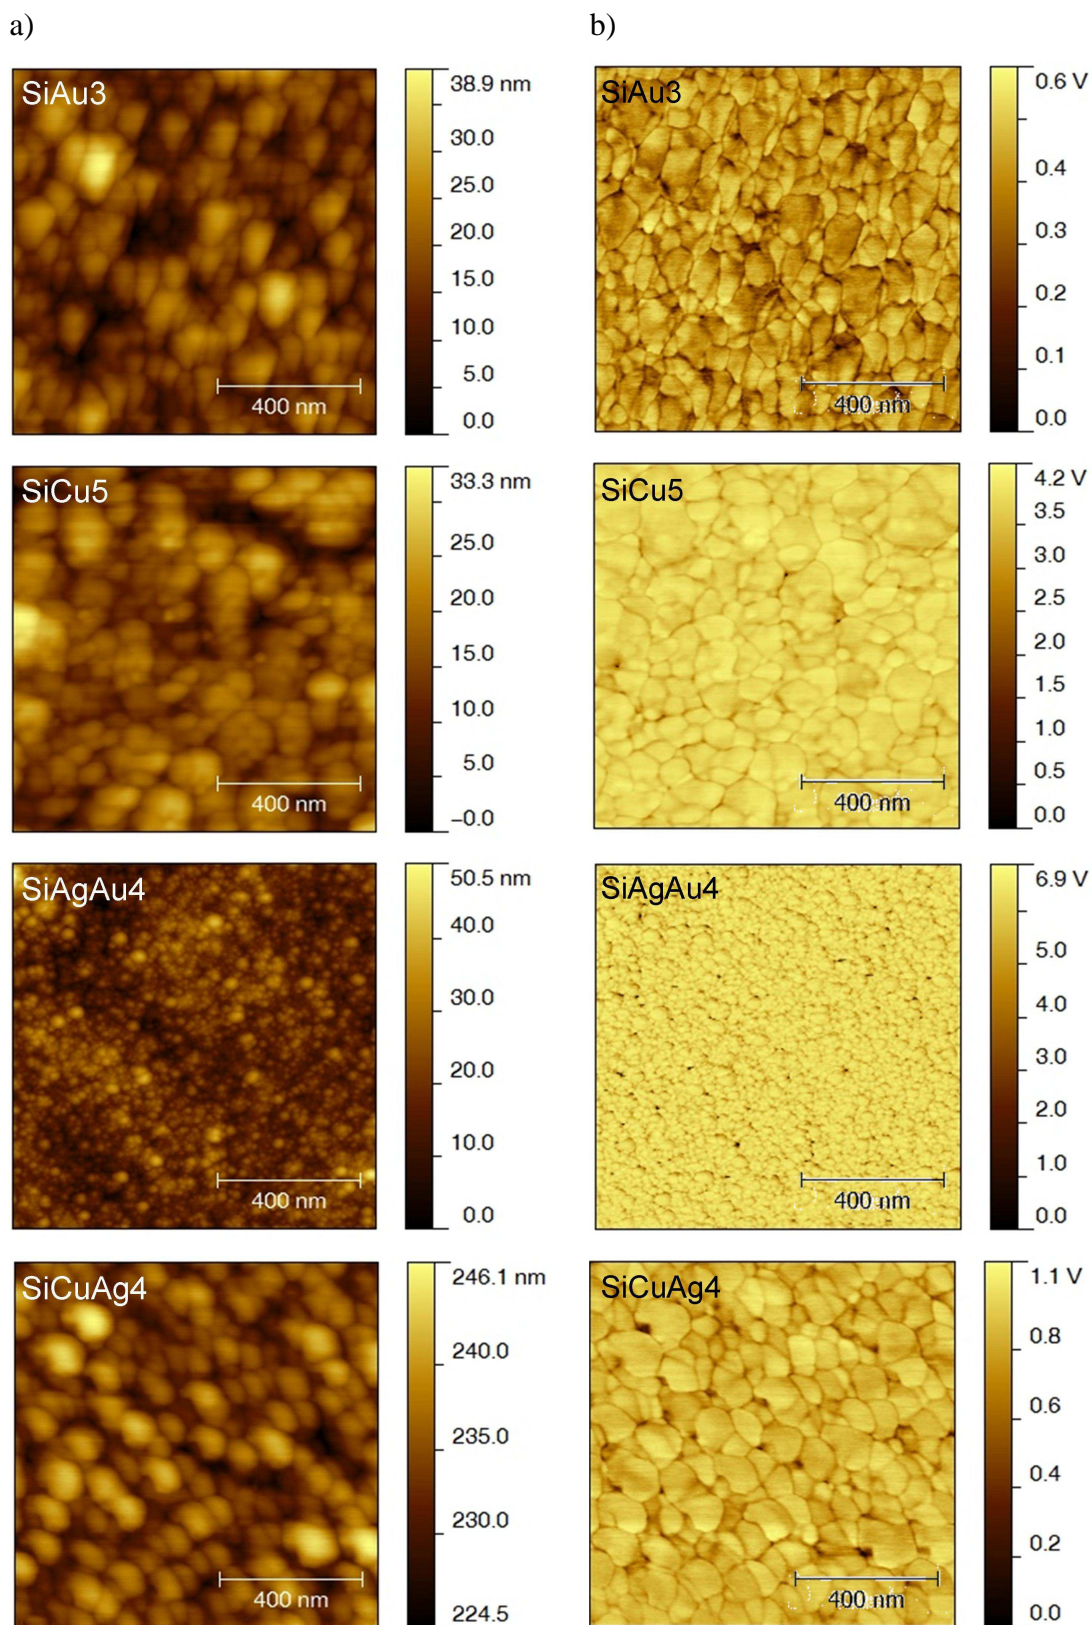 a)
b)
SiAu3
38.9 nm
30.0
25.0
20.0
15.0
10.0
5.0
0.0
400 nm
SiAu3
0.6 V
0.4
0.3
0.2
0.1
0.0
400 nm
SiCu5
33.3 nm
25.0
20.0
15.0
10.0
5.0
−0.0
400 nm
SiCu5
4.2 V
3.5
3.0
2.5
2.0
1.5
1.0
0.5
0.0
400 nm
SiAgAu4
50.5 nm
40.0
30.0
20.0
10.0
0.0
400 nm
SiAgAu4
6.9 V
5.0
4.0
3.0
2.0
1.0
0.0
400 nm
SiCuAg4
246.1 nm
240.0
235.0
230.0
224.5
400 nm
SiCuAg4
1.1 V
0.8
0.6
0.4
0.2
0.0
400 nm